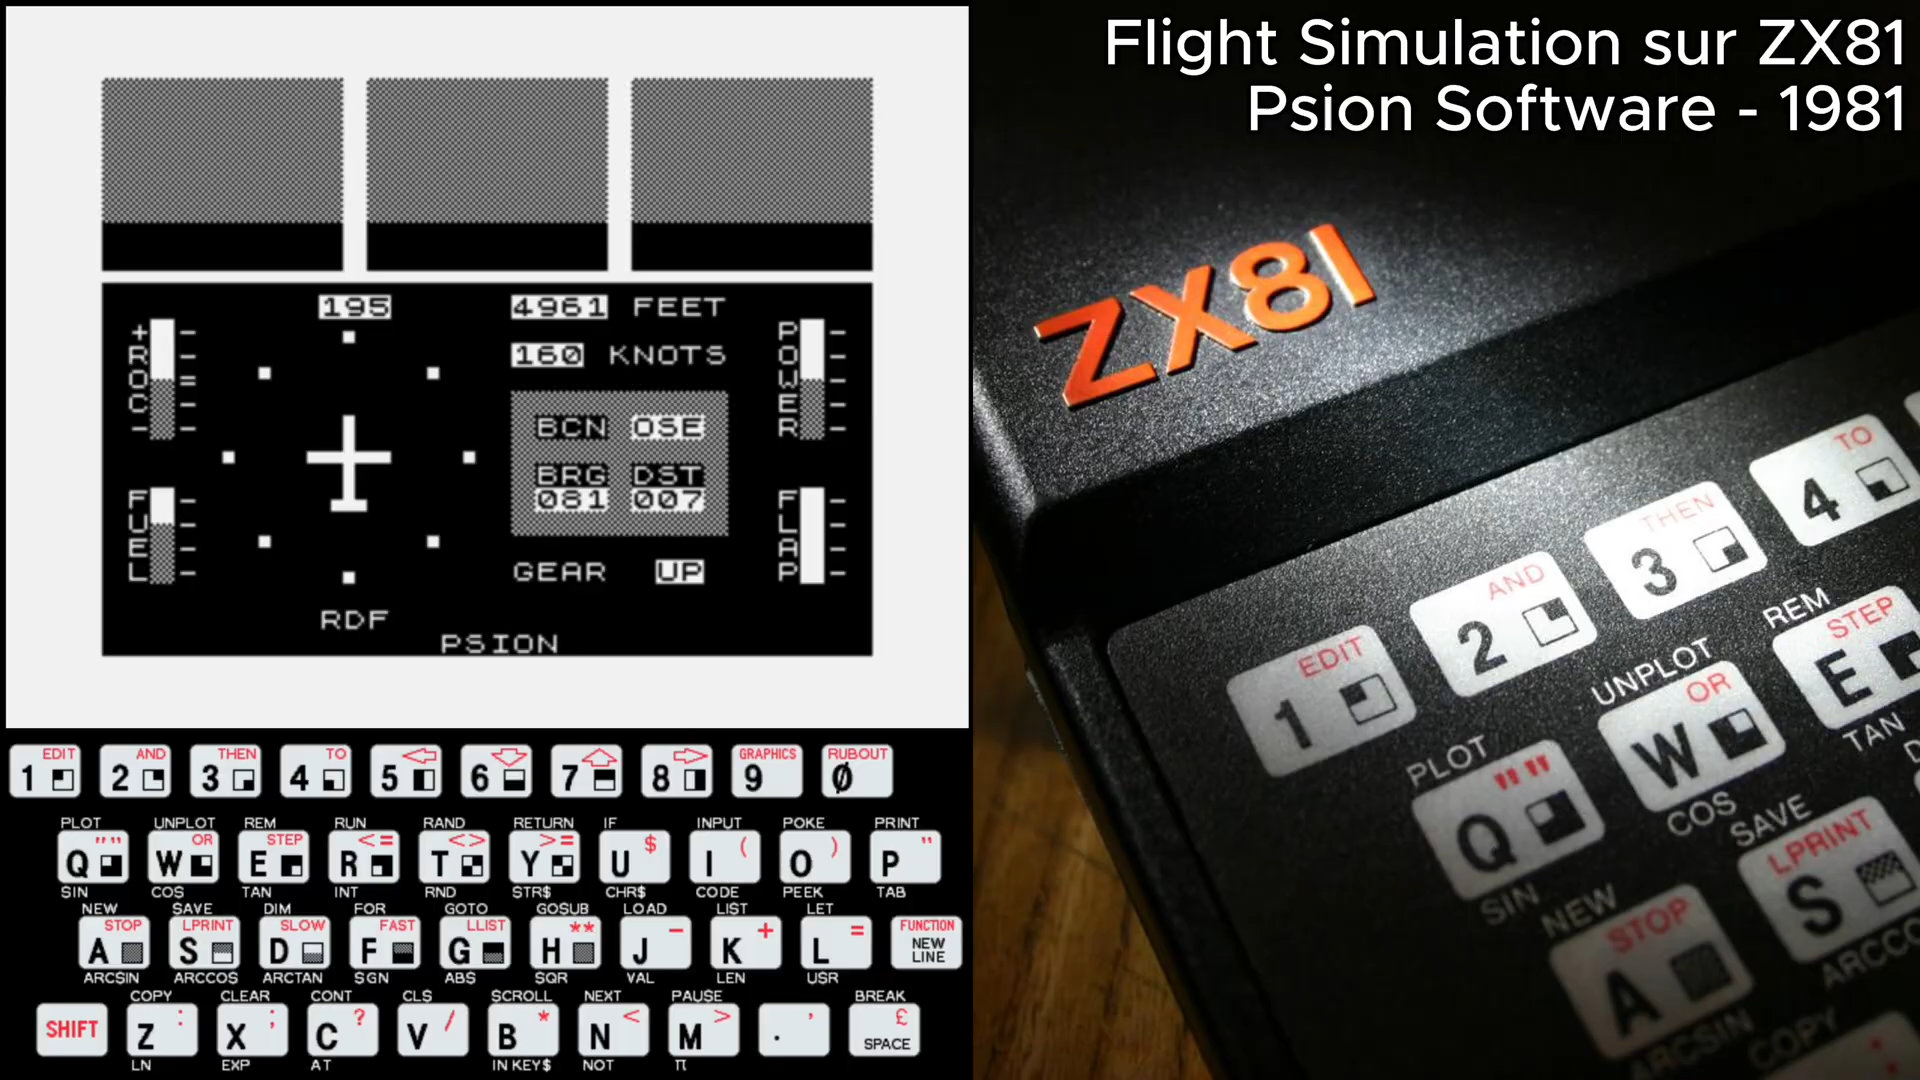 Flight Simulation sur ZX81
Psion Software - 1981
195
4961 FEET
160 KNOTS
+ROC-
POWER
BCN OSE
BRG DST
081 007
FUEL
FLAP
GEAR UP
RDF
PSION
EDIT AND THEN TO GRAPHICS RUBOUT
1 2 3 4 5 6 7 8 9 0
PLOT UNPLOT REM RUN RAND RETURN IF INPUT POKE PRINT
"" OR STEP <= <> >= $ ( ) "
Q W E R T Y U I O P
SIN COS TAN INT RND STR$ CHR$ CODE PEEK TAB
NEW SAVE DIM FOR GOTO GOSUB LOAD LIST LET
STOP LPRINT SLOW FAST LLIST ** - + = FUNCTION
A S D F G H J K L NEW LINE
ARCSIN ARCCOS ARCTAN SGN ABS SQR VAL LEN USR
COPY CLEAR CONT CLS SCROLL NEXT PAUSE BREAK
: ; ? / * < > , £
SHIFT Z X C V B N M . SPACE
LN EXP AT IN KEY$ NOT π
ZX81
TO
4
THEN
3
AND
2
EDIT
1
REM
STEP
E
TAN
UNPLOT
OR
W
COS
PLOT
""
Q
SIN
SAVE
LPRINT
S
NEW
STOP
A
ARCSIN
COPY